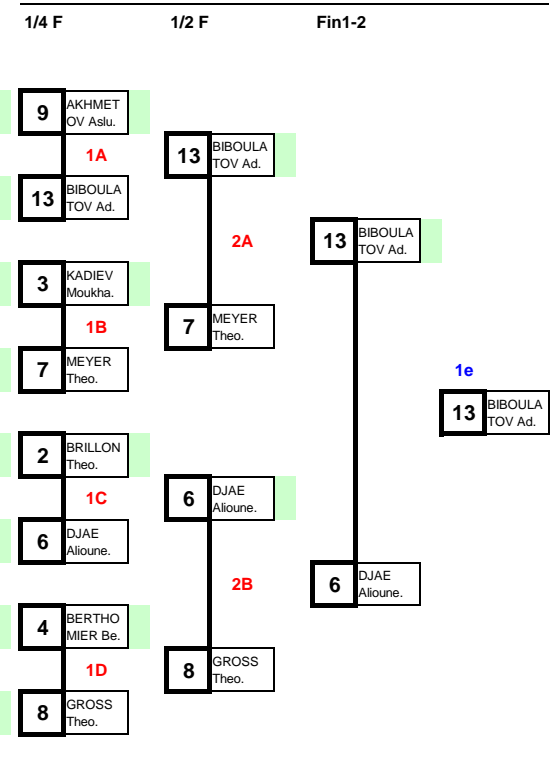 1/4 F 1/2 F Fin1-2
9 AKHMET
OV Aslu.
1A
13 BIBOULA
TOV Ad.
13 BIBOULA
TOV Ad.
2A
3 KADIEV
Moukha.
1B
7 MEYER
Theo.
7 MEYER
Theo.
13 BIBOULA
TOV Ad.
1e
13 BIBOULA
TOV Ad.
2 BRILLON
Theo.
1C
6 DJAE
Alioune.
6 DJAE
Alioune.
2B
4 BERTHO
MIER Be.
1D
8 GROSS
Theo.
8 GROSS
Theo.
6 DJAE
Alioune.